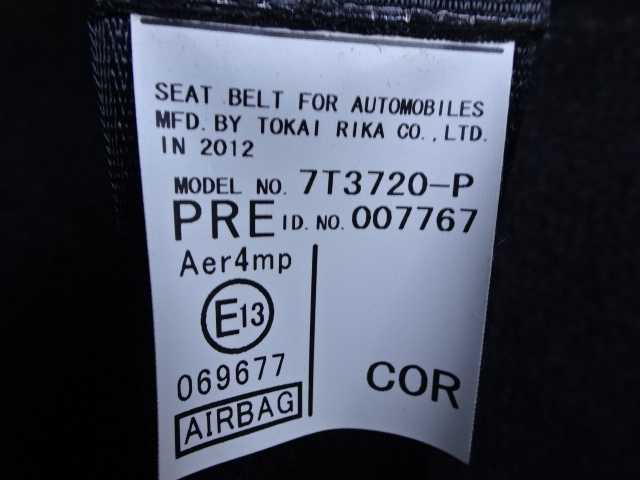 SEAT BELT FOR AUTOMOBILES
MFD. BY TOKAI RIKA CO., LTD.
IN 2012
MODEL NO. 7T3720-P
PRE ID. NO. 007767
Aer4mp
E13
069677
AIRBAG
COR